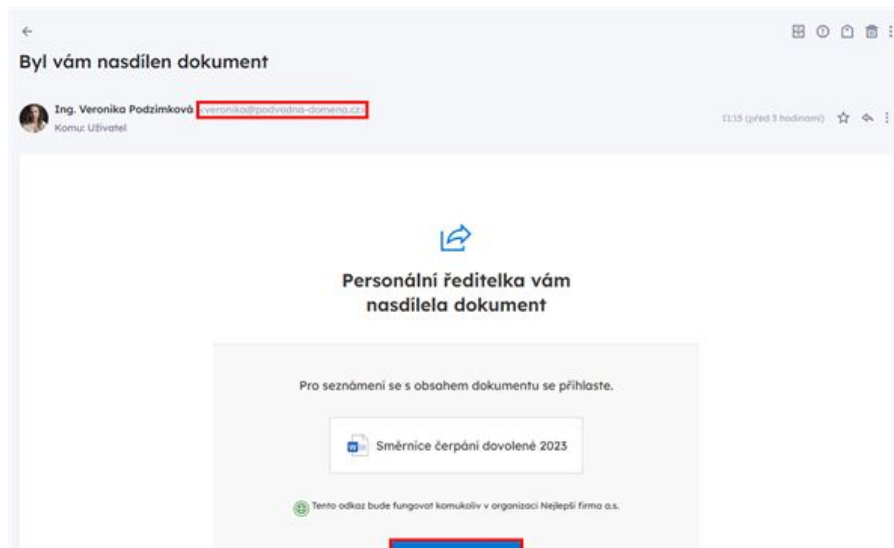 Byl vám nasdílen dokument
Ing. Veronika Podzimková <veronika@podvodna-domena.cz>
Komu: Uživatel
11:13 (před 3 hodinami)
Personální ředitelka vám
nasdílela dokument
Pro seznámení se s obsahem dokumentu se přihlaste.
W Směrnice čerpání dovolené 2023
Tento odkaz bude fungovat komukoliv v organizaci Nejlepší firma a.s.